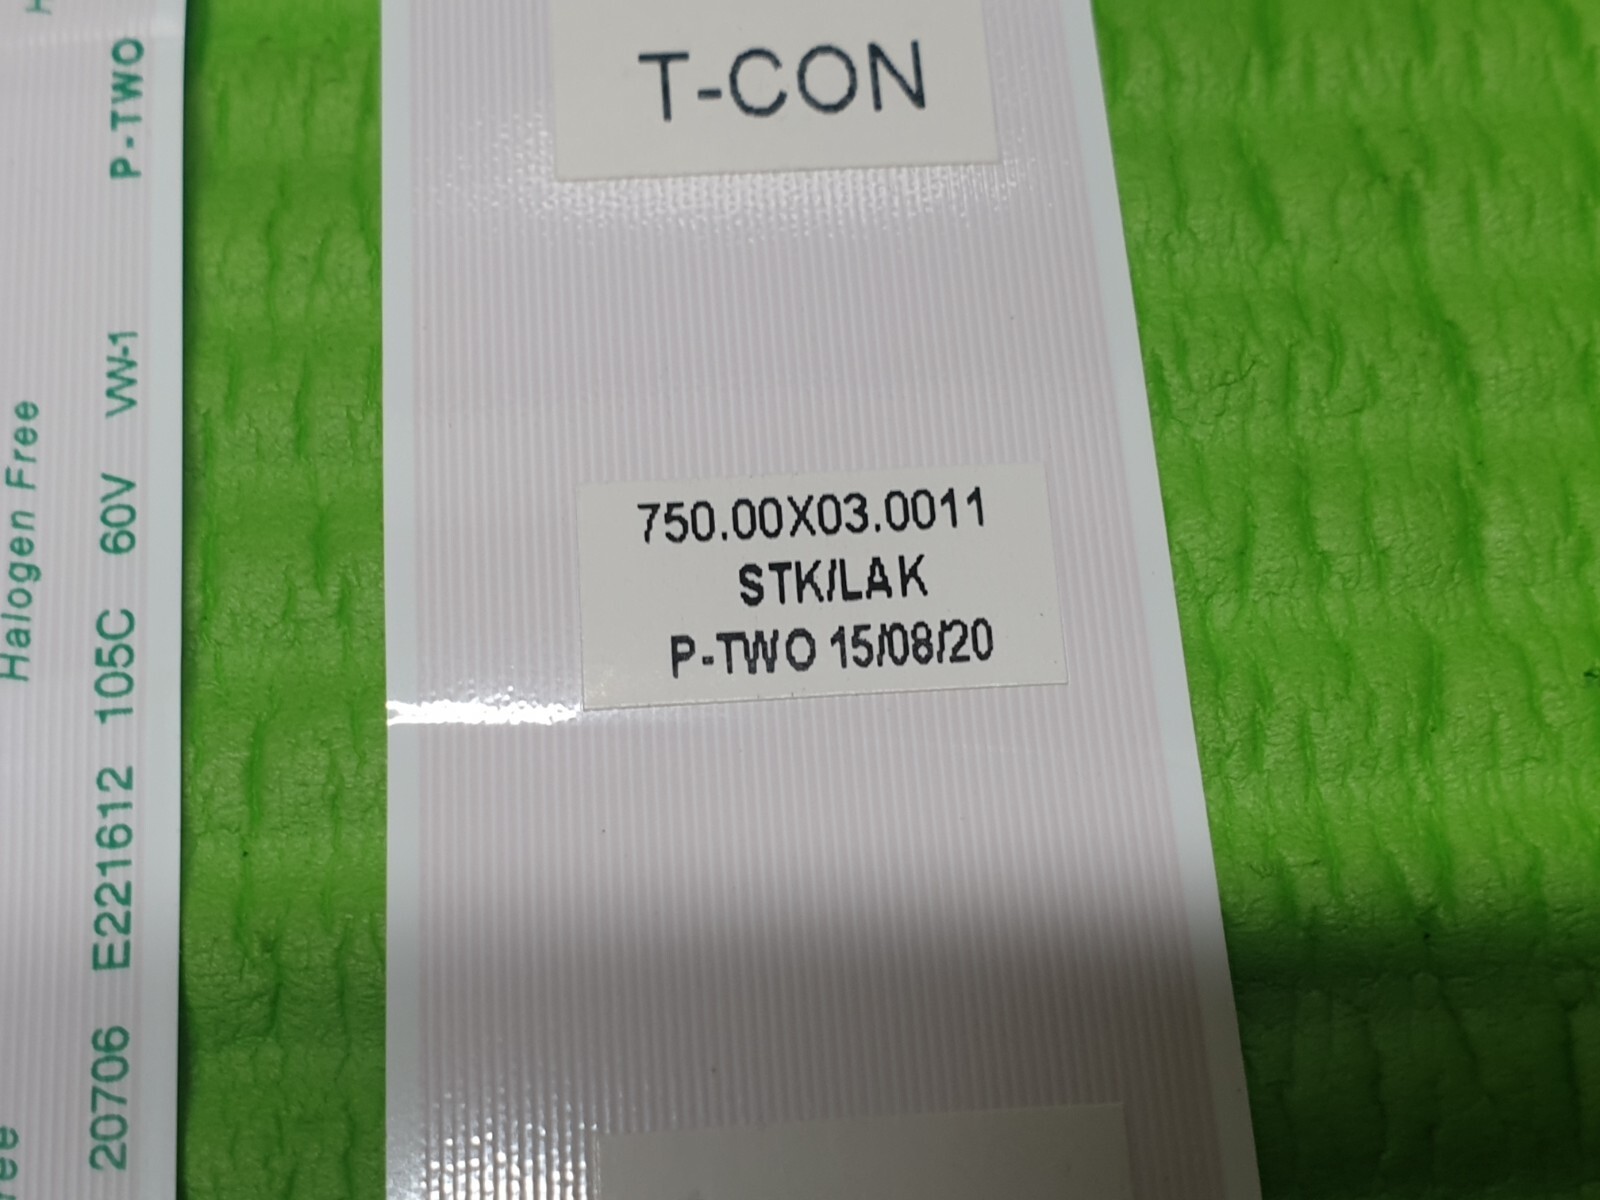 T-CON
750.00X03.0011
STK/LAK
P-TWO 15/08/20
20706 E221612 105C 60V VW-1 P-TWO
Halogen Free